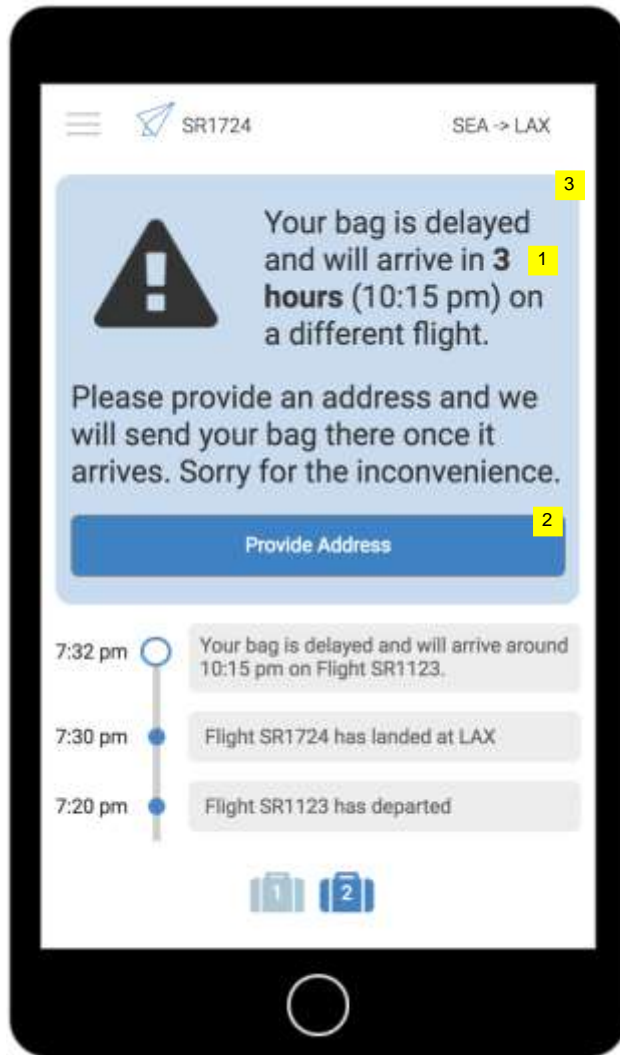 SR1724 SEA -> LAX
3
Your bag is delayed
and will arrive in 3 1
hours (10:15 pm) on
a different flight.
Please provide an address and we
will send your bag there once it
arrives. Sorry for the inconvenience.
2
Provide Address
7:32 pm
Your bag is delayed and will arrive around
10:15 pm on Flight SR1123.
7:30 pm Flight SR1724 has landed at LAX
7:20 pm Flight SR1123 has departed
1 2